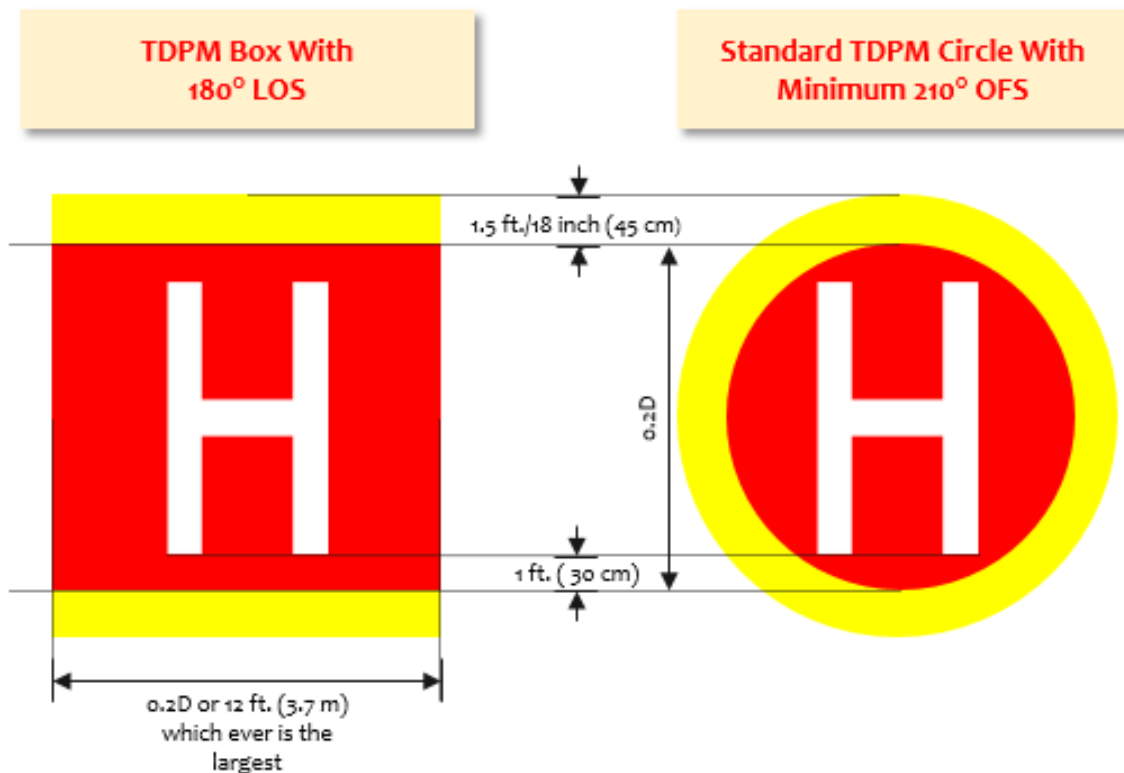 TDPM Box With
180° LOS
Standard TDPM Circle With
Minimum 210° OFS
1.5 ft./18 inch (45 cm)
H
H
0.2D
1 ft. ( 30 cm)
0.2D or 12 ft. (3.7 m)
which ever is the
largest